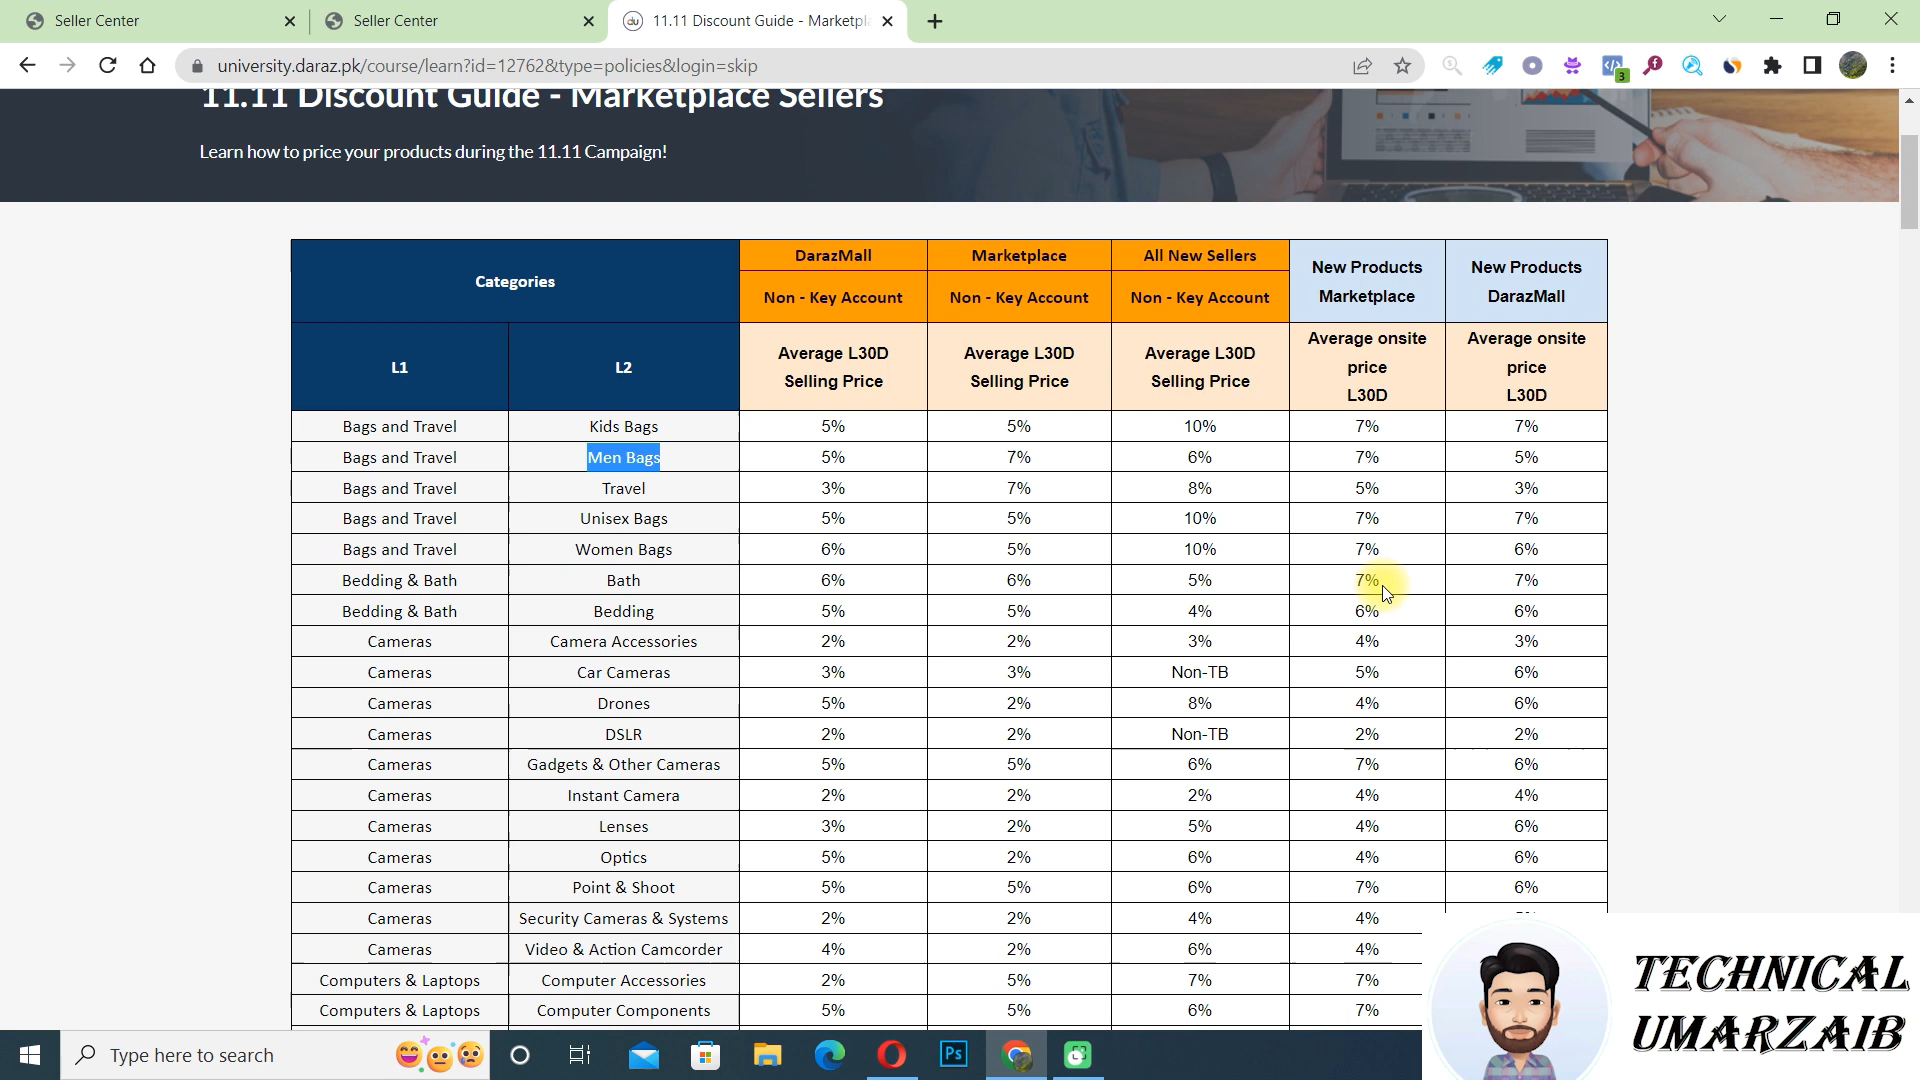 Seller Center
Seller Center
11.11 Discount Guide - Marketpl
university.daraz.pk/course/learn?id=12762&type=policies&login=skip
3
11.11 Discount Guide - Marketplace Sellers
Learn how to price your products during the 11.11 Campaign!
Categories DarazMall Marketplace All New Sellers New Products Marketplace New Products DarazMall
Non - Key Account Non - Key Account Non - Key Account
L1 L2 Average L30D Selling Price Average L30D Selling Price Average L30D Selling Price Average onsite price L30D Average onsite price L30D
Bags and Travel Kids Bags 5% 5% 10% 7% 7%
Bags and Travel Men Bags 5% 7% 6% 7% 5%
Bags and Travel Travel 3% 7% 8% 5% 3%
Bags and Travel Unisex Bags 5% 5% 10% 7% 7%
Bags and Travel Women Bags 6% 5% 10% 7% 6%
Bedding & Bath Bath 6% 6% 5% 7% 7%
Bedding & Bath Bedding 5% 5% 4% 6% 6%
Cameras Camera Accessories 2% 2% 3% 4% 3%
Cameras Car Cameras 3% 3% Non-TB 5% 6%
Cameras Drones 5% 2% 8% 4% 6%
Cameras DSLR 2% 2% Non-TB 2% 2%
Cameras Gadgets & Other Cameras 5% 5% 6% 7% 6%
Cameras Instant Camera 2% 2% 2% 4% 4%
Cameras Lenses 3% 2% 5% 4% 6%
Cameras Optics 5% 2% 6% 4% 6%
Cameras Point & Shoot 5% 5% 6% 7% 6%
Cameras Security Cameras & Systems 2% 2% 4% 4%
Cameras Video & Action Camcorder 4% 2% 6% 4%
Computers & Laptops Computer Accessories 2% 5% 7% 7%
Computers & Laptops Computer Components 5% 5% 6% 7%
TECHNICAL
UMARZAIB
Type here to search
Ps